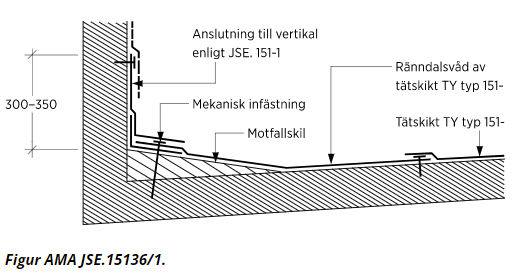 Anslutning till vertikal
enligt JSE. 151-1
Ränndalsvåd av
tätskikt TY typ 151-
300–350
Mekanisk infästning
Tätskikt TY typ 151-
Motfallskil
Figur AMA JSE.15136/1.